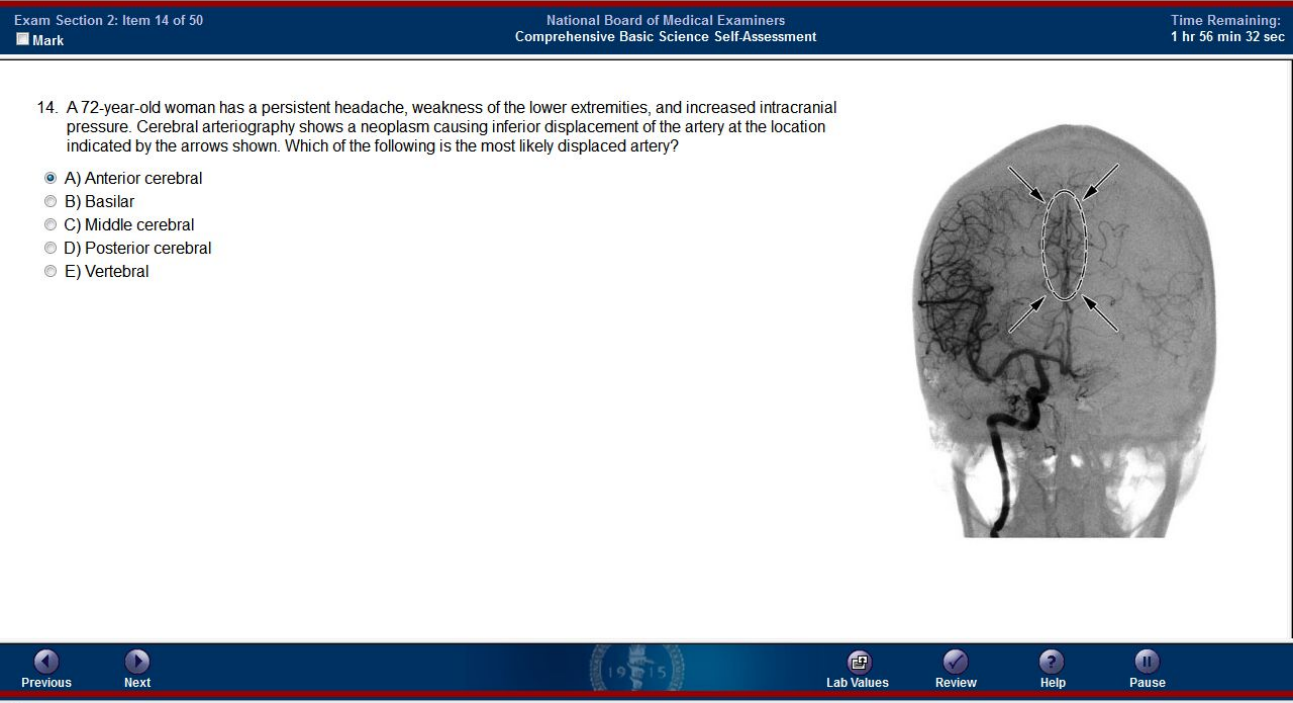 Exam Section 2: Item 14 of 50
National Board of Medical Examiners
Time Remaining:
Mark
Comprehensive Basic Science Self-Assessment
1 hr 56 min 32 sec
14. A 72-year-old woman has a persistent headache, weakness of the lower extremities, and increased intracranial
pressure. Cerebral arteriography shows a neoplasm causing inferior displacement of the artery at the location
indicated by the arrows shown. Which of the following is the most likely displaced artery?
A) Anterior cerebral
B) Basilar
C) Middle cerebral
D) Posterior cerebral
E) Vertebral
1915
Previous
Next
Lab Values
Review
Help
Pause